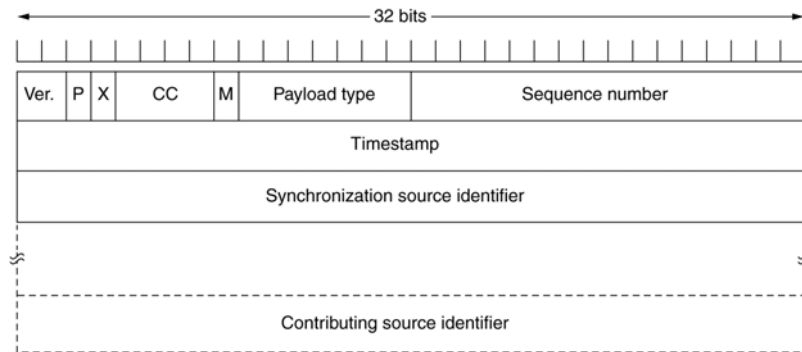 32 bits
Ver. P X CC M Payload type Sequence number
Timestamp
Synchronization source identifier
Contributing source identifier